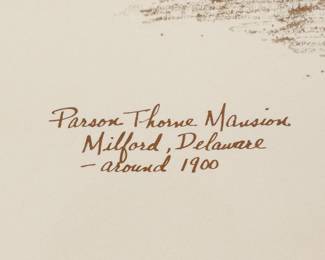 Parson Thorne Mansion
Milford, Delaware
- around 1900